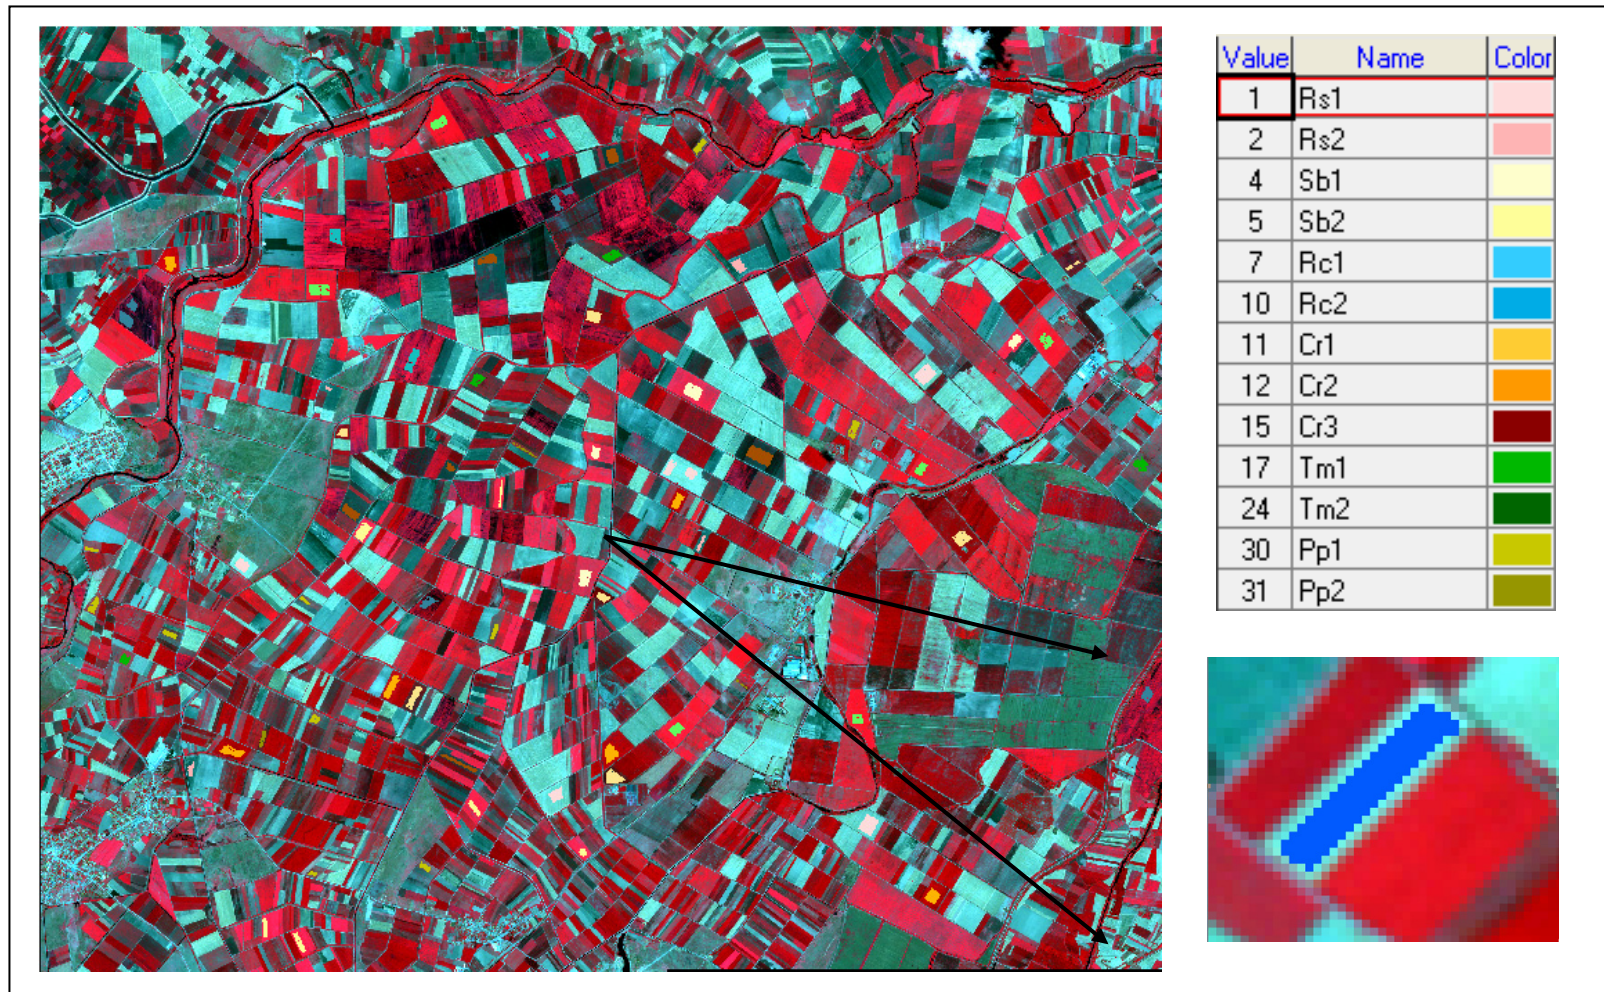 Value Name Color
1 Rs1
2 Rs2
4 Sb1
5 Sb2
7 Rc1
10 Rc2
11 Cr1
12 Cr2
15 Cr3
17 Tm1
24 Tm2
30 Pp1
31 Pp2